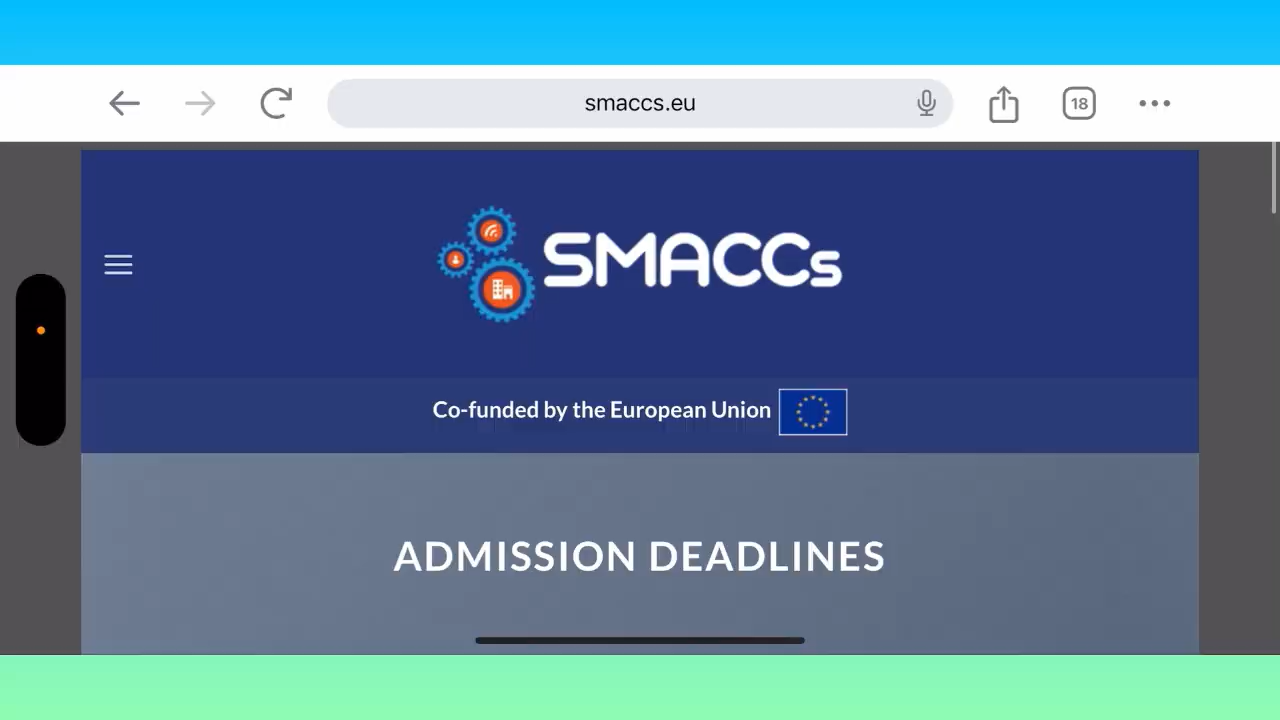 smaccs.eu
18
SMACCs
Co-funded by the European Union
ADMISSION DEADLINES